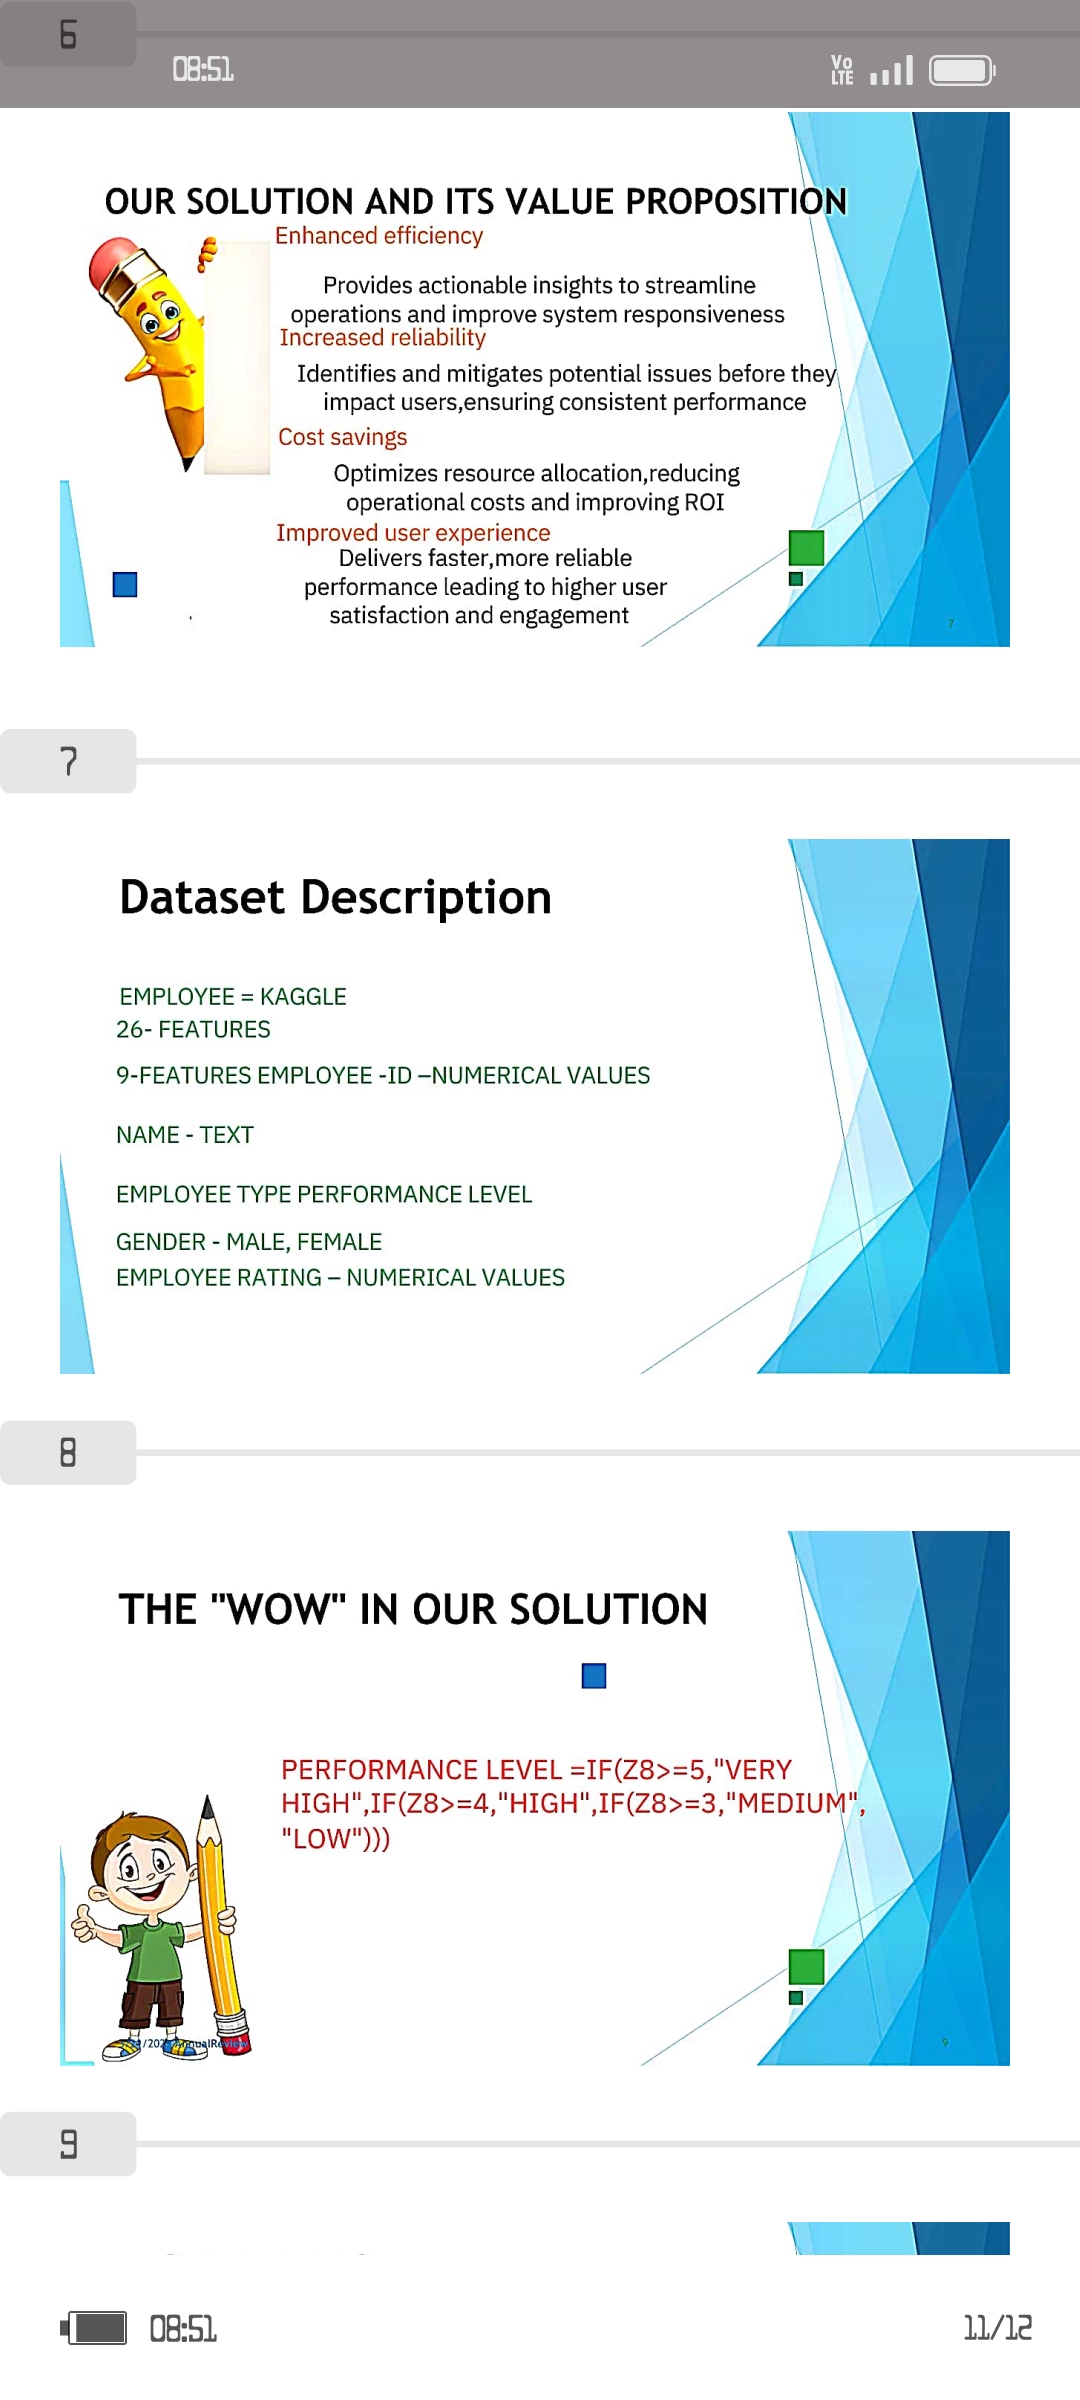 6
08:51
Vo
LTE
OUR SOLUTION AND ITS VALUE PROPOSITION
Enhanced efficiency
Provides actionable insights to streamline
operations and improve system responsiveness
Increased reliability
Identifies and mitigates potential issues before they
impact users,ensuring consistent performance
Cost savings
Optimizes resource allocation,reducing
operational costs and improving ROI
Improved user experience
Delivers faster,more reliable
performance leading to higher user
satisfaction and engagement
7
7
Dataset Description
EMPLOYEE = KAGGLE
26- FEATURES
9-FEATURES EMPLOYEE -ID –NUMERICAL VALUES
NAME - TEXT
EMPLOYEE TYPE PERFORMANCE LEVEL
GENDER - MALE, FEMALE
EMPLOYEE RATING – NUMERICAL VALUES
8
THE "WOW" IN OUR SOLUTION
PERFORMANCE LEVEL =IF(Z8>=5,"VERY
HIGH",IF(Z8>=4,"HIGH",IF(Z8>=3,"MEDIUM",
"LOW")))
9
9
08:51
11/12